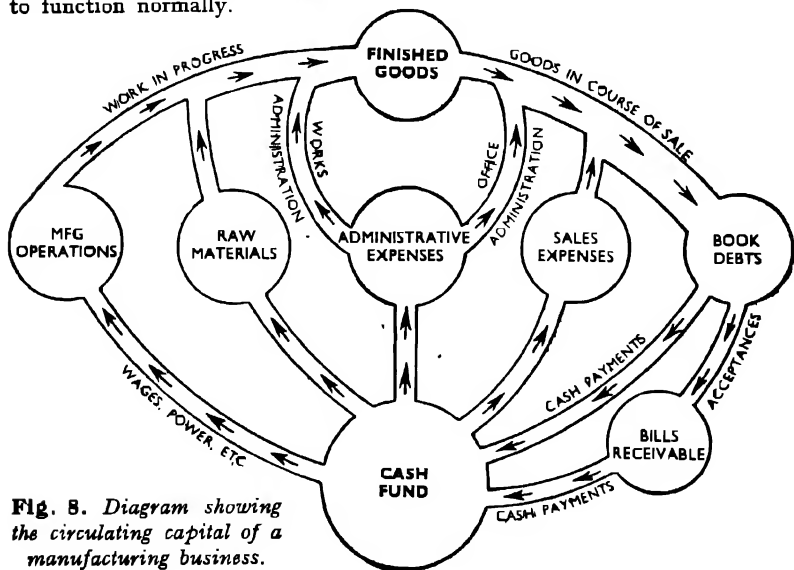 to function normally.
FINISHED
GOODS
WORK IN PROGRESS
GOODS IN COURSE OF SALE
ADMINISTRATION
WORKS
OFFICE
ADMINISTRATION
MFG
OPERATIONS
RAW
MATERIALS
ADMINISTRATIVE
EXPENSES
SALES
EXPENSES
BOOK
DEBTS
WAGES, POWER, ETC
CASH PAYMENTS
ACCEPTANCES
BILLS
RECEIVABLE
CASH
FUND
CASH PAYMENTS
Fig. 8. Diagram showing
the circulating capital of a
manufacturing business.